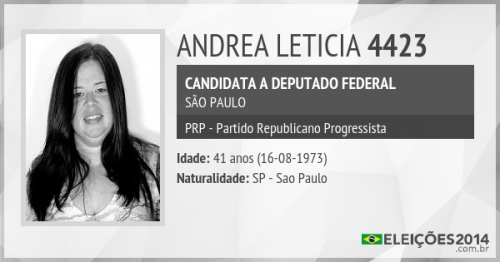 ANDREA LETICIA 4423
CANDIDATA A DEPUTADO FEDERAL
SÃO PAULO
PRP - Partido Republicano Progressista
Idade: 41 anos (16-08-1973)
Naturalidade: SP - Sao Paulo
ELEIÇÕES2014
.com.br